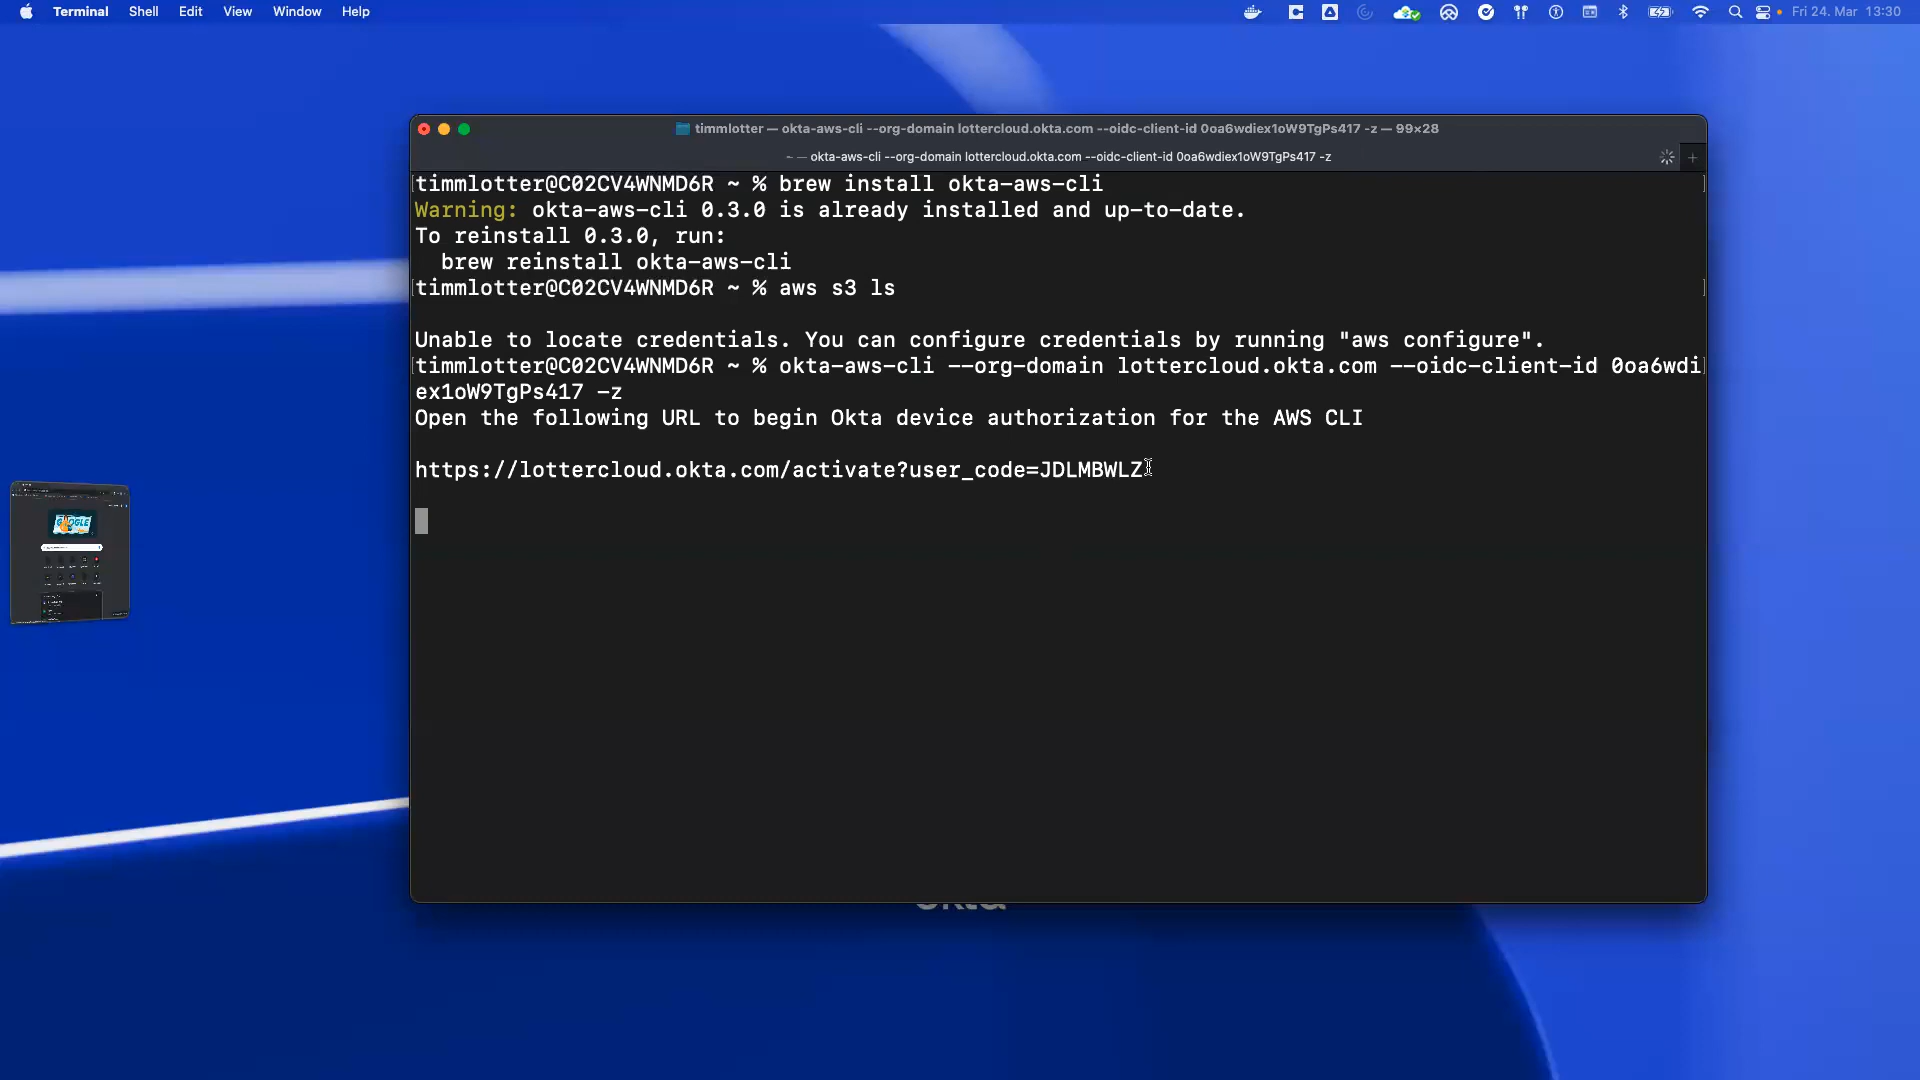 Terminal Shell Edit View Window Help Fri 24. Mar 13:30
timmlotter — okta-aws-cli --org-domain lottercloud.okta.com --oidc-client-id 0oa6wdiex1oW9TgPs417 -z — 99×28
~ — okta-aws-cli --org-domain lottercloud.okta.com --oidc-client-id 0oa6wdiex1oW9TgPs417 -z
timmlotter@C02CV4WNMD6R ~ % brew install okta-aws-cli
Warning: okta-aws-cli 0.3.0 is already installed and up-to-date.
To reinstall 0.3.0, run:
brew reinstall okta-aws-cli
timmlotter@C02CV4WNMD6R ~ % aws s3 ls
Unable to locate credentials. You can configure credentials by running "aws configure".
timmlotter@C02CV4WNMD6R ~ % okta-aws-cli --org-domain lottercloud.okta.com --oidc-client-id 0oa6wdi
ex1oW9TgPs417 -z
Open the following URL to begin Okta device authorization for the AWS CLI
https://lottercloud.okta.com/activate?user_code=JDLMBWLZ
GOOGLE
okta